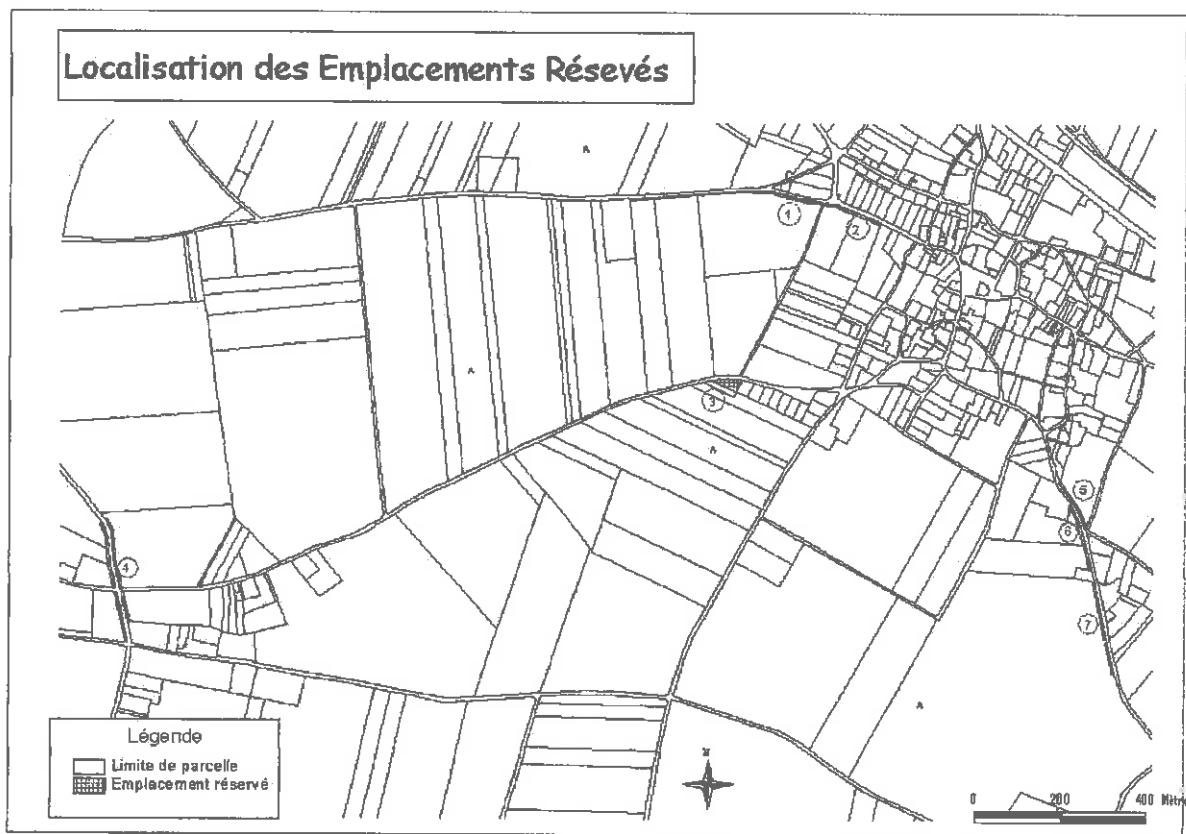 Localisation des Emplacements Résevés
A
1
2
A
3
A
5
6
4
7
A
Légende
Limite de parcelle
Emplacement réservé
N
0 200 400 Mètr